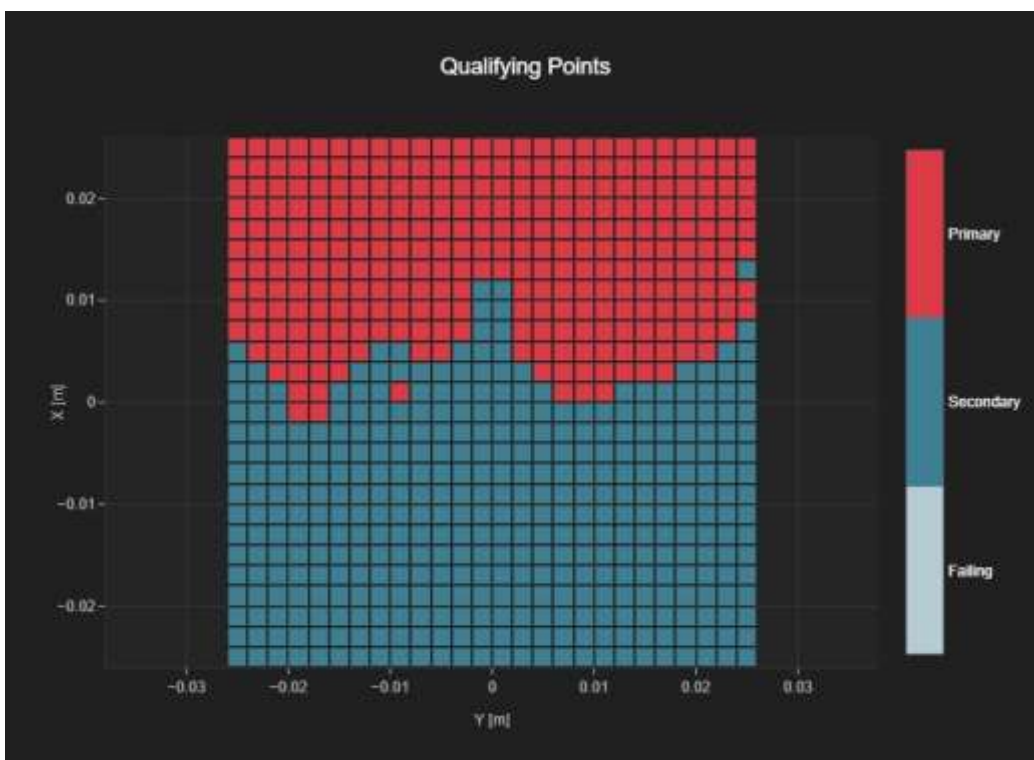 Qualifying Points
0.02
0.01
0
−0.01
−0.02
X [m]
−0.03
−0.02
−0.01
0
0.01
0.02
0.03
Y [m]
Primary
Secondary
Failing